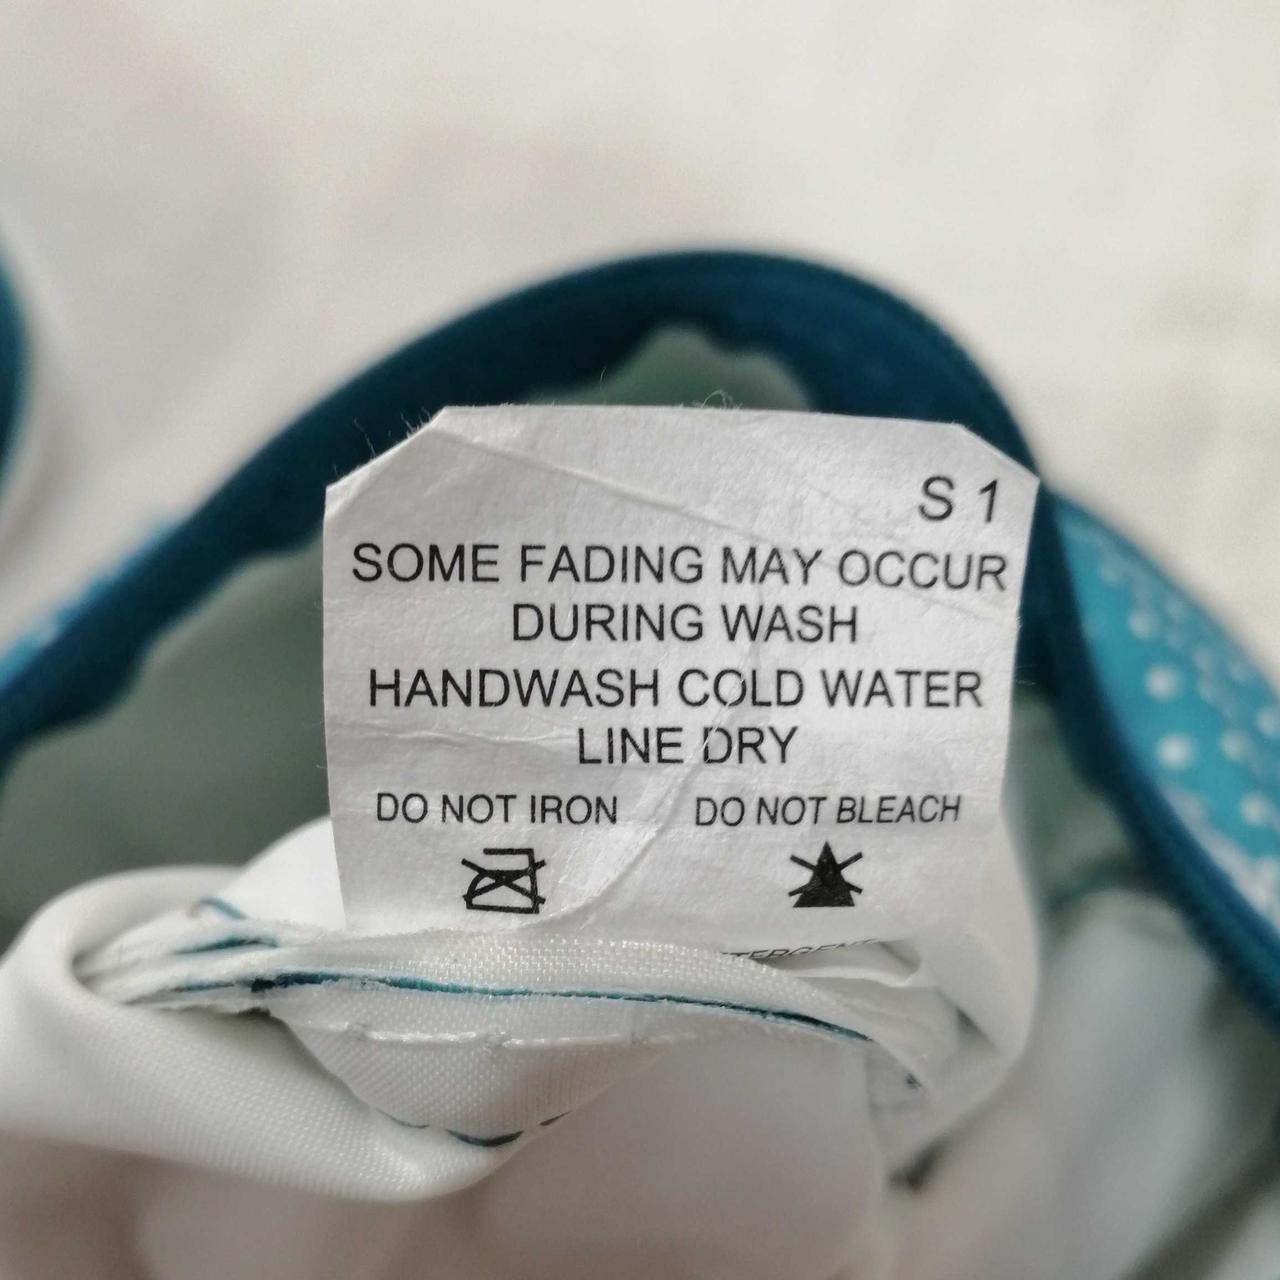 S 1
SOME FADING MAY OCCUR
DURING WASH
HANDWASH COLD WATER
LINE DRY
DO NOT IRON DO NOT BLEACH